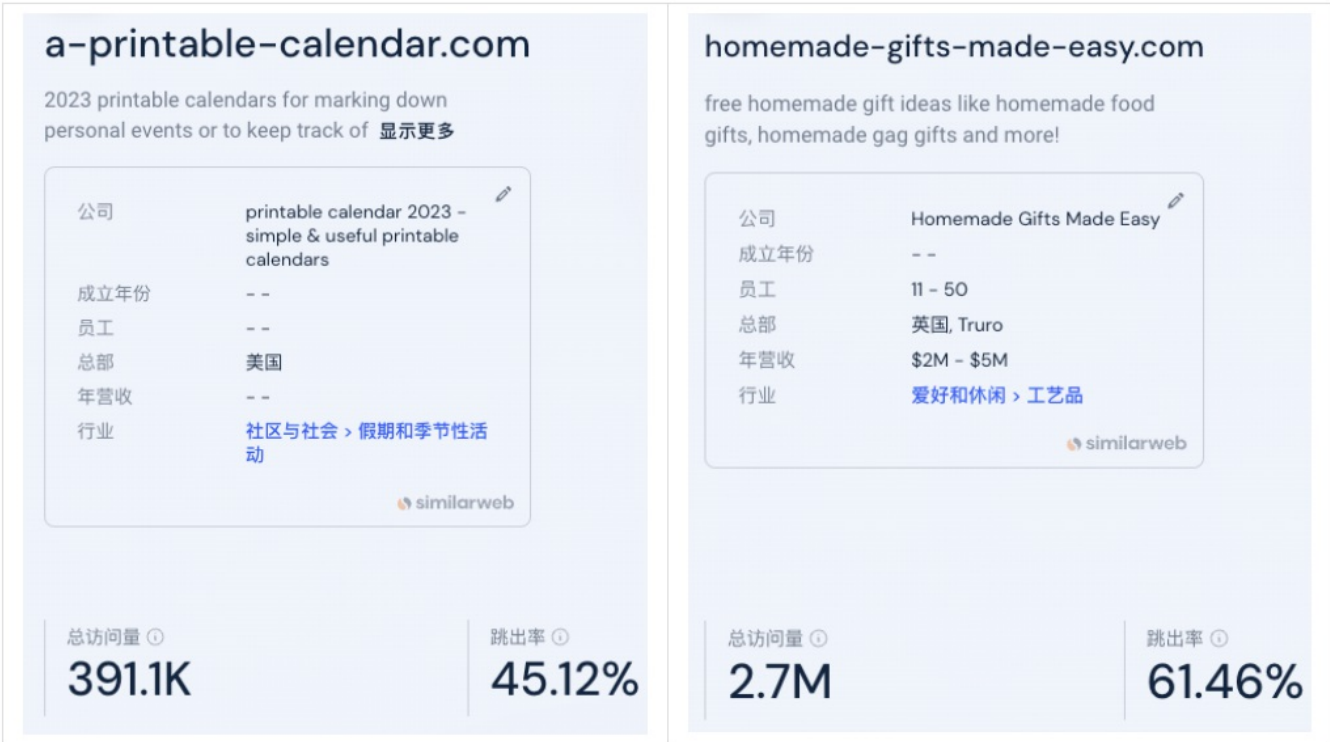 a-printable-calendar.com
2023 printable calendars for marking down
personal events or to keep track of 显示更多
公司 printable calendar 2023 -
simple & useful printable
calendars
成立年份 - -
员工 - -
总部 美国
年营收 - -
行业 社区与社会 > 假期和季节性活
动
similarweb
总访问量
391.1K
跳出率
45.12%
homemade-gifts-made-easy.com
free homemade gift ideas like homemade food
gifts, homemade gag gifts and more!
公司 Homemade Gifts Made Easy
成立年份 - -
员工 11 - 50
总部 英国, Truro
年营收 $2M - $5M
行业 爱好和休闲 > 工艺品
similarweb
总访问量
2.7M
跳出率
61.46%